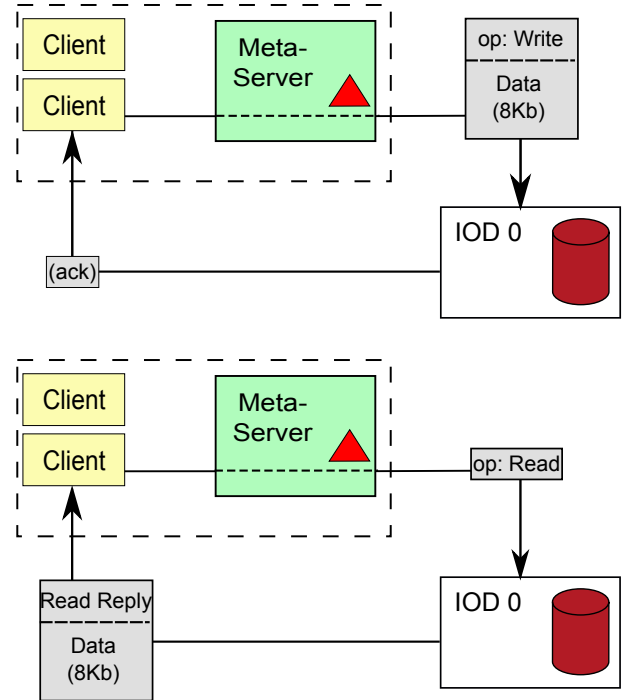 Client
Client
Meta-
Server
op: Write
Data
(8Kb)
IOD 0
(ack)
Client
Client
Meta-
Server
op: Read
IOD 0
Read Reply
Data
(8Kb)